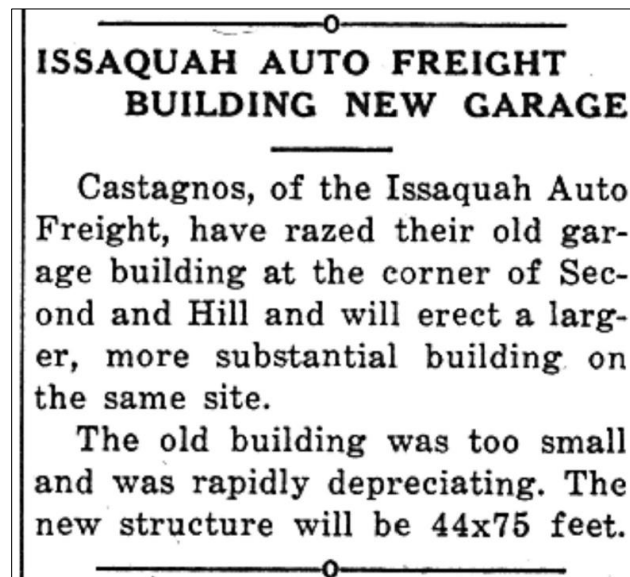 ISSAQUAH AUTO FREIGHT
BUILDING NEW GARAGE
Castagnos, of the Issaquah Auto
Freight, have razed their old gar-
age building at the corner of Sec-
ond and Hill and will erect a larg-
er, more substantial building on
the same site.
The old building was too small
and was rapidly depreciating. The
new structure will be 44x75 feet.